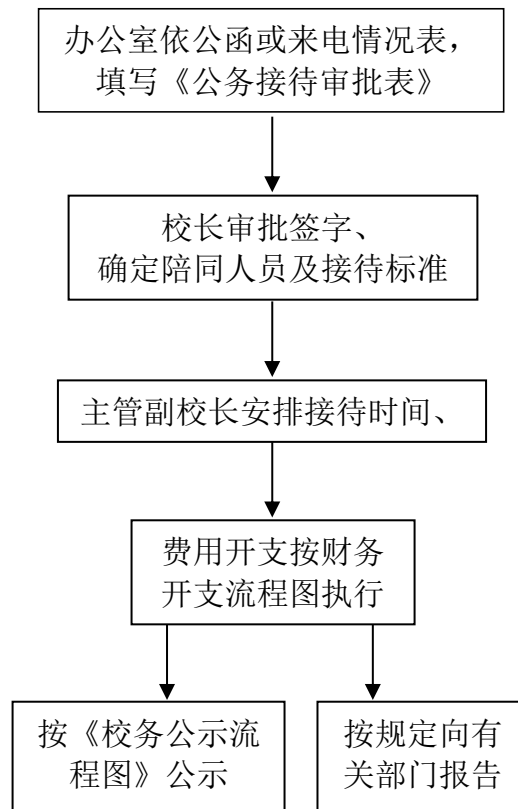 办公室依公函或来电情况表，
填写《公务接待审批表》
校长审批签字、
确定陪同人员及接待标准
主管副校长安排接待时间、
费用开支按财务
开支流程图执行
按《校务公示流
程图》公示
按规定向有
关部门报告